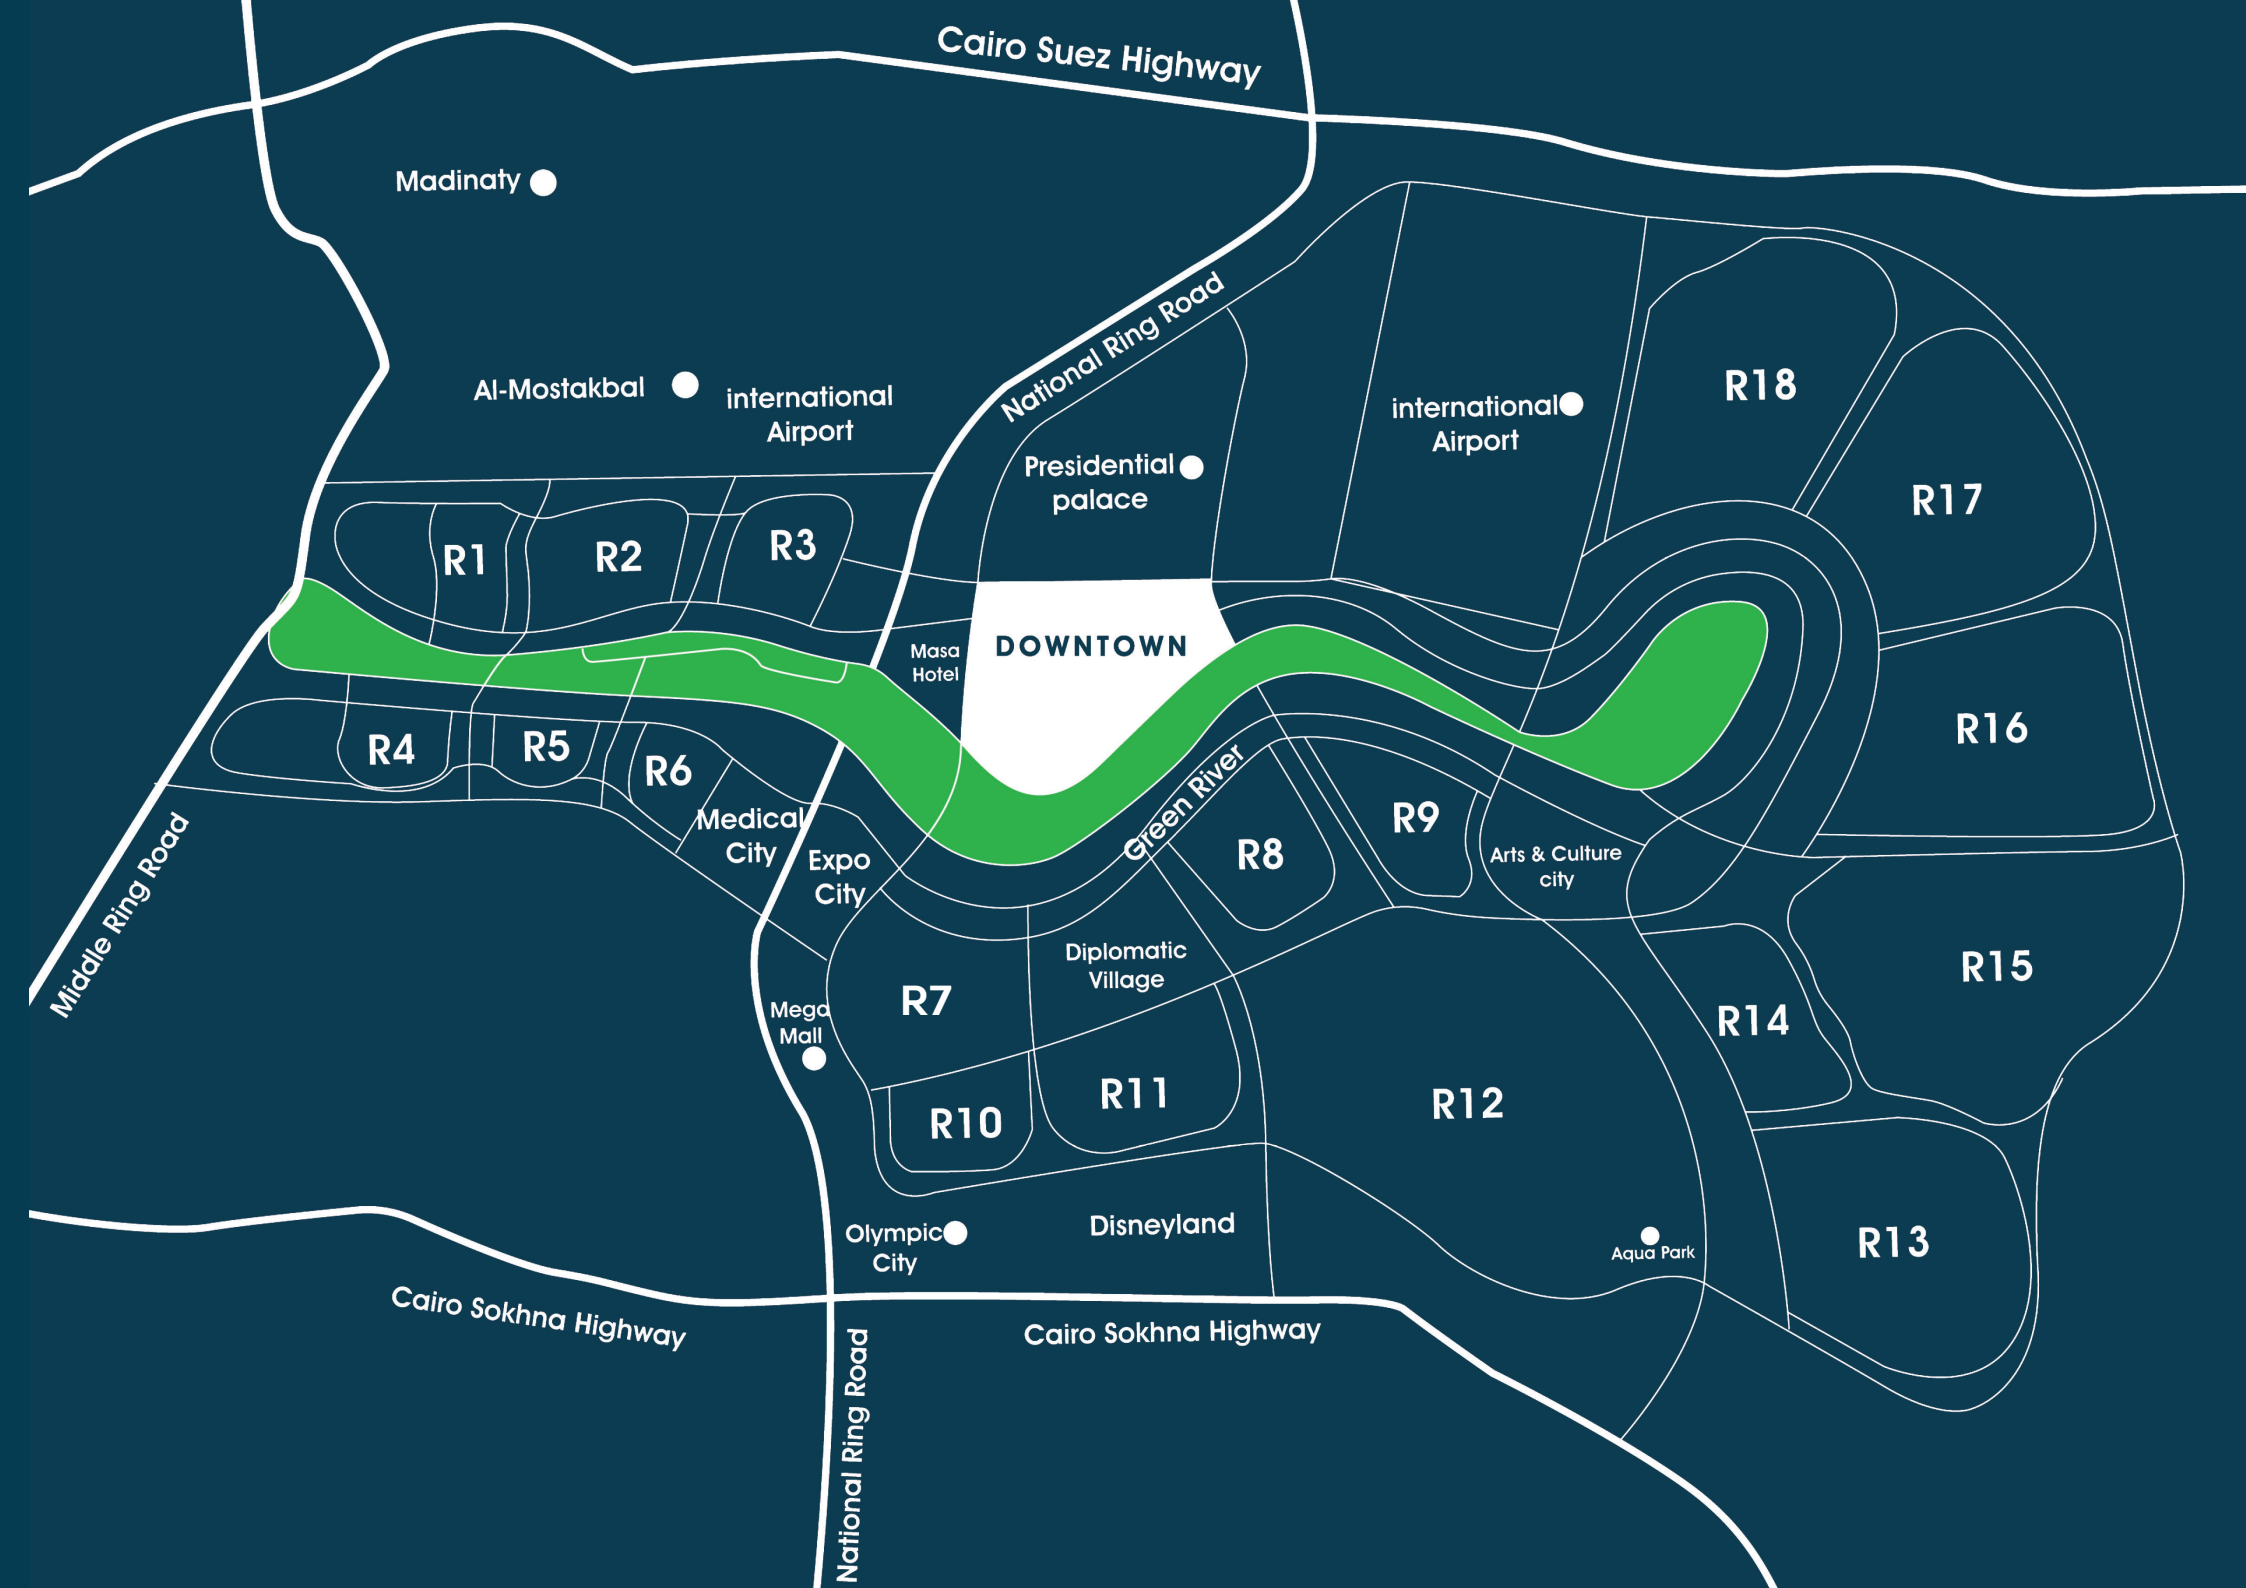 Cairo Suez Highway
Madinaty
National Ring Road
Al-Mostakbal
international
Airport
international
Airport
R18
Presidential
palace
R17
R1
R2
R3
Masa
Hotel
DOWNTOWN
R16
R4
R5
R6
Green River
Medical
City
Expo
City
R8
R9
Arts & Culture
city
Middle Ring Road
Diplomatic
Village
R7
Mega
Mall
R15
R14
R10
R11
R12
Olympic
City
Disneyland
Aqua Park
R13
Cairo Sokhna Highway
Cairo Sokhna Highway
National Ring Road